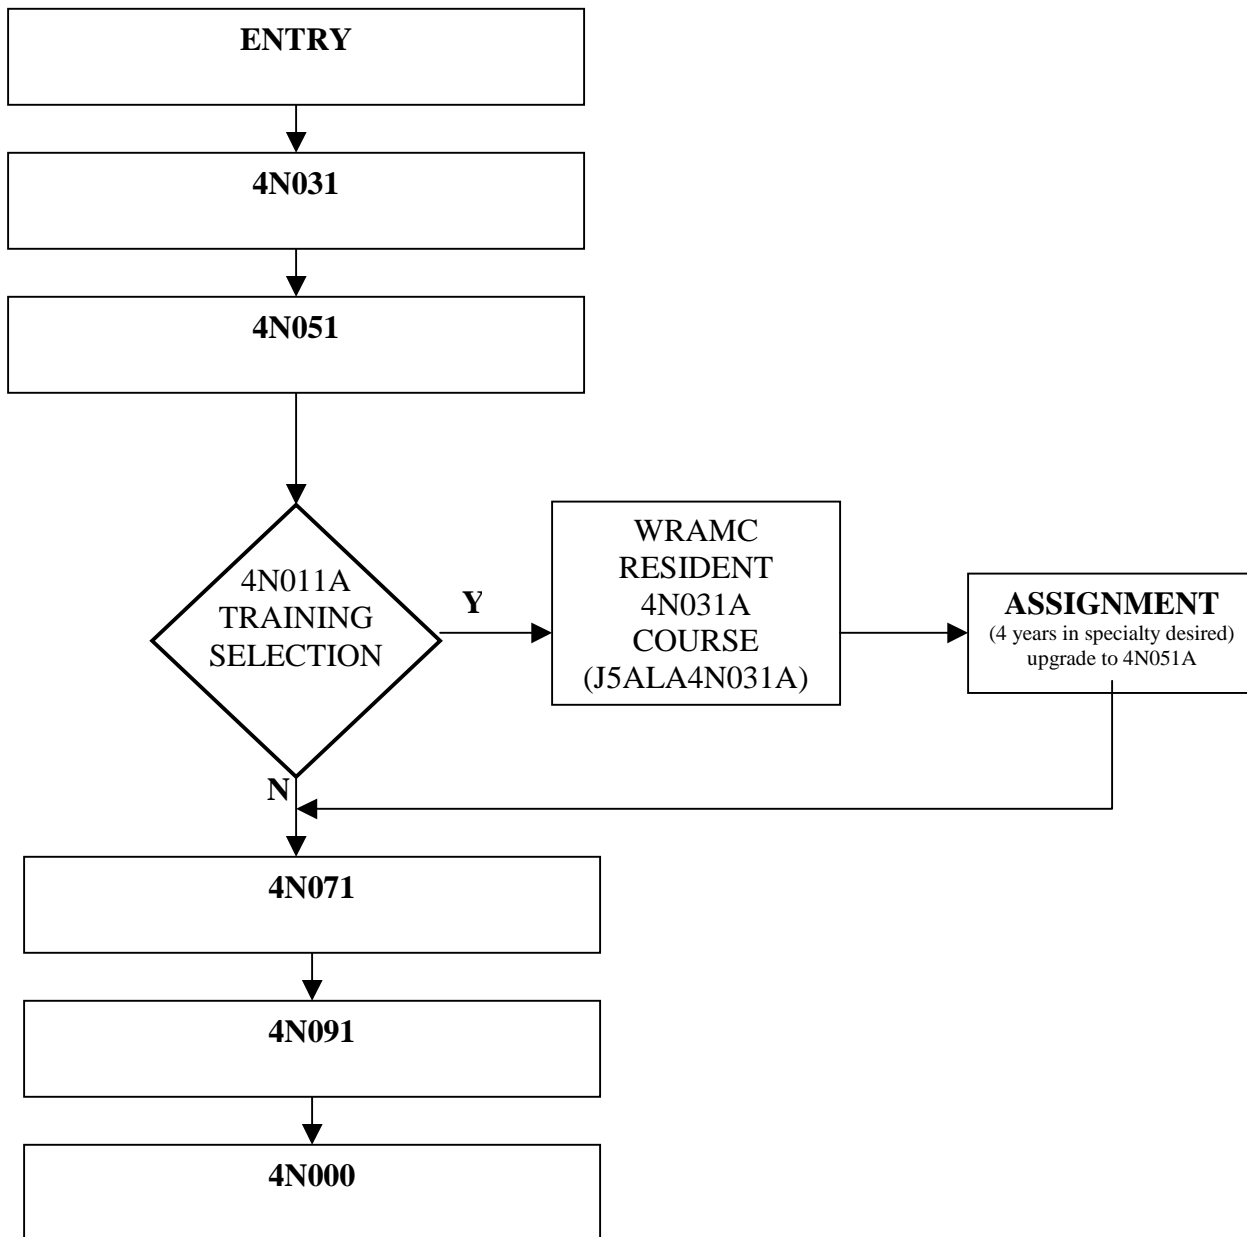 ENTRY
4N031
4N051
4N011A
TRAINING
SELECTION
Y
WRAMC
RESIDENT
4N031A
COURSE
(J5ALA4N031A)
ASSIGNMENT
(4 years in specialty desired)
upgrade to 4N051A
N
4N071
4N091
4N000